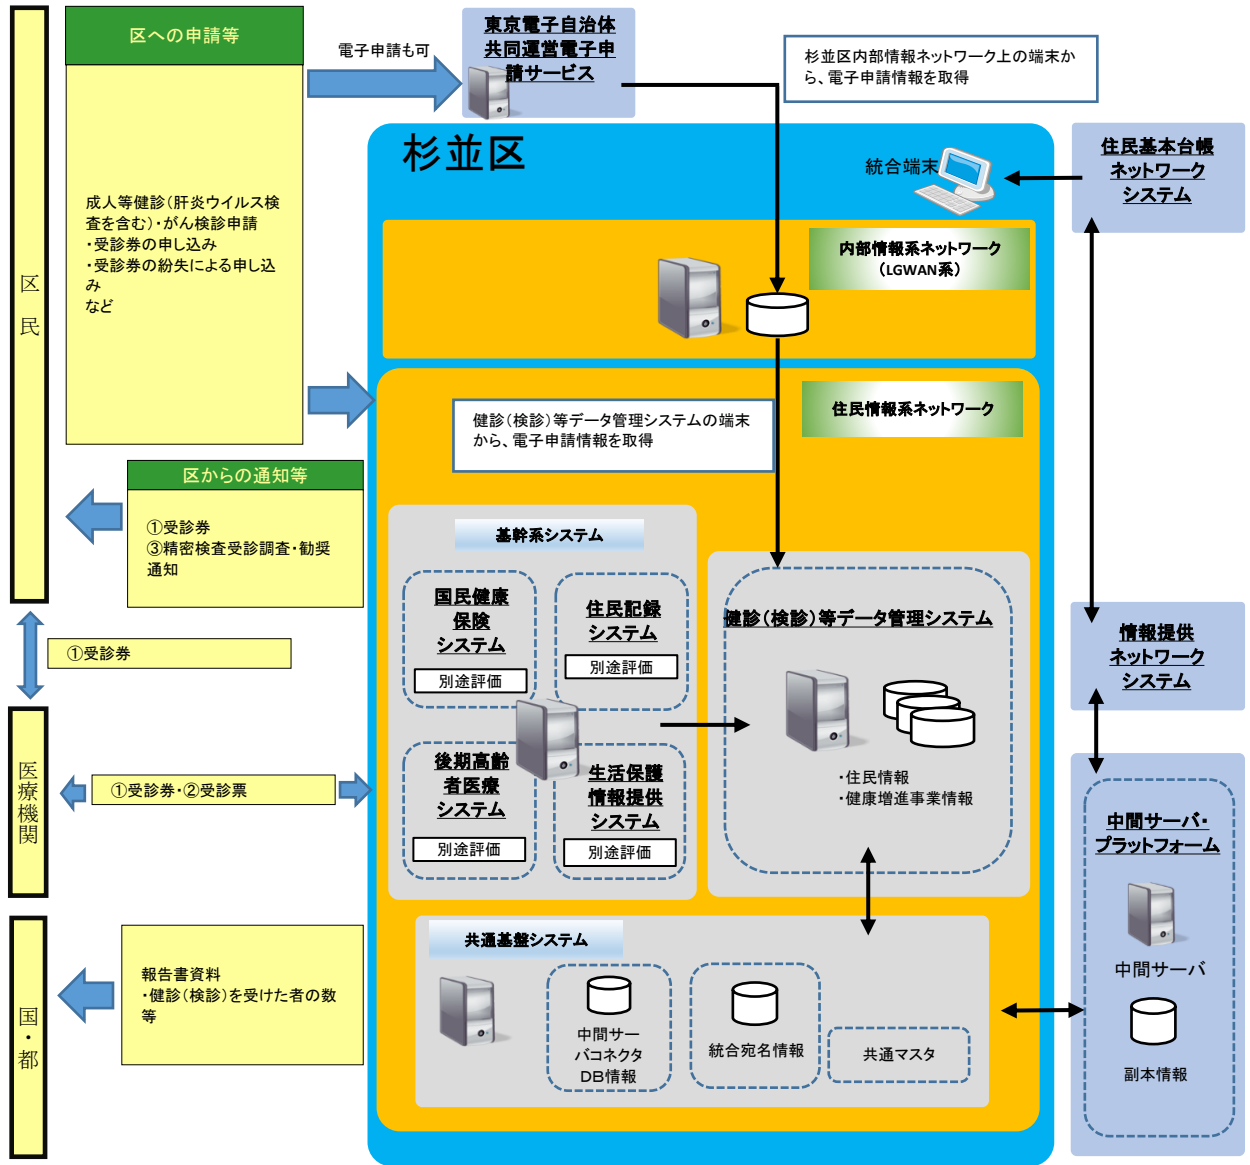 区への申請等
成人等健診(肝炎ウイルス検
査を含む)・がん検診申請
・受診券の申し込み
・受診券の紛失による申し込
み
など
電子申請も可
東京電子自治体
共同運営電子申
請サービス
杉並区内部情報ネットワーク上の端末か
ら、電子申請情報を取得
杉並区
統合端末
住民基本台帳
ネットワーク
システム
内部情報系ネットワーク
(LGWAN系)
区 民
住民情報系ネットワーク
健診(検診)等データ管理システムの端末
から、電子申請情報を取得
区からの通知等
①受診券
③精密検査受診調査・勧奨
通知
基幹系システム
国民健康
保険
システム
別途評価
住民記録
システム
別途評価
後期高齢
者医療
システム
別途評価
生活保護
情報提供
システム
別途評価
健診(検診)等データ管理システム
・住民情報
・健康増進事業情報
情報提供
ネットワーク
システム
①受診券
医療機関
①受診券・②受診票
中間サーバ・
プラットフォーム
中間サーバ
副本情報
国・都
報告書資料
・健診(検診)を受けた者の数
等
共通基盤システム
中間サー
バコネクタ
DB情報
統合宛名情報
共通マスタ